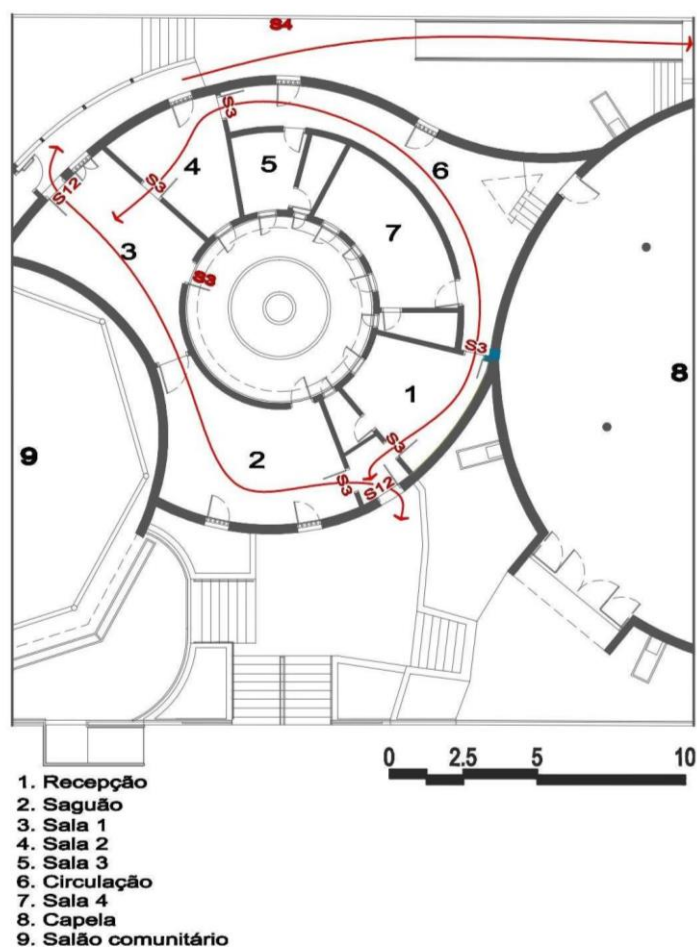 S4
S3
6
4
5
S3
S12
7
3
S3
S3
8
1
9
2
S3
S3
S12
0 2.5 5 10
1. Recepção
2. Saguão
3. Sala 1
4. Sala 2
5. Sala 3
6. Circulação
7. Sala 4
8. Capela
9. Salão comunitário